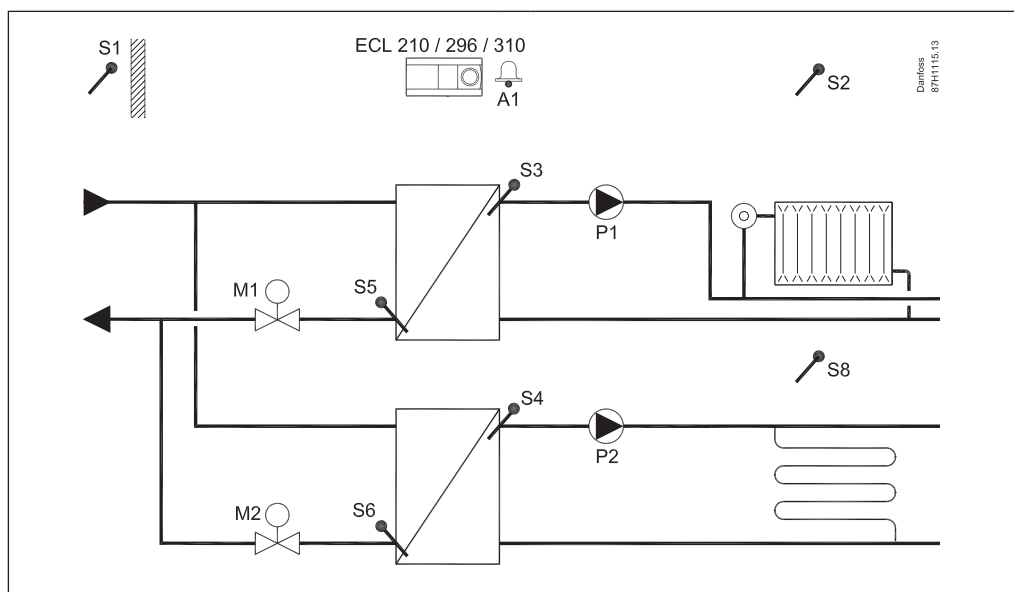 S1
ECL 210 / 296 / 310
A1
S2
Danfoss
87H1115.13
S3
P1
M1
S5
S8
S4
P2
M2
S6